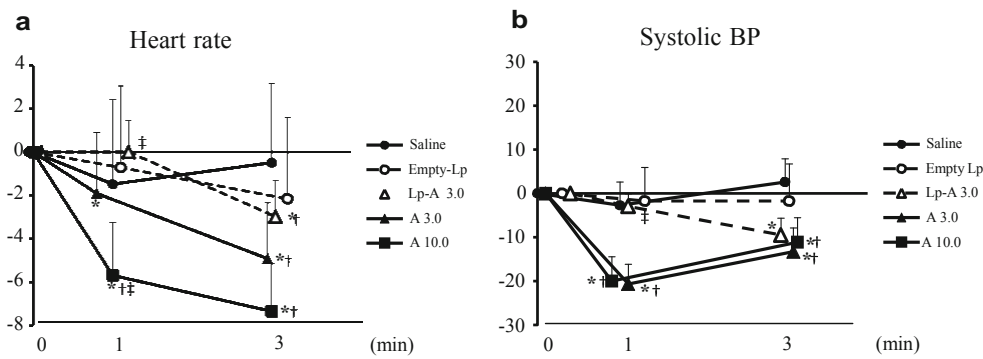 a
Heart rate
4
2
0
-2
-4
-6
-8
‡
*
*†
*†
*†‡
*†
0 1 3 (min)
Saline
Empty-Lp
Lp-A 3.0
A 3.0
A 10.0
b
Systolic BP
30
20
10
0
-10
-20
-30
‡
*
*†
*†
*†
*†
0 1 3 (min)
Saline
Empty Lp
Lp-A 3.0
A 3.0
A 10.0